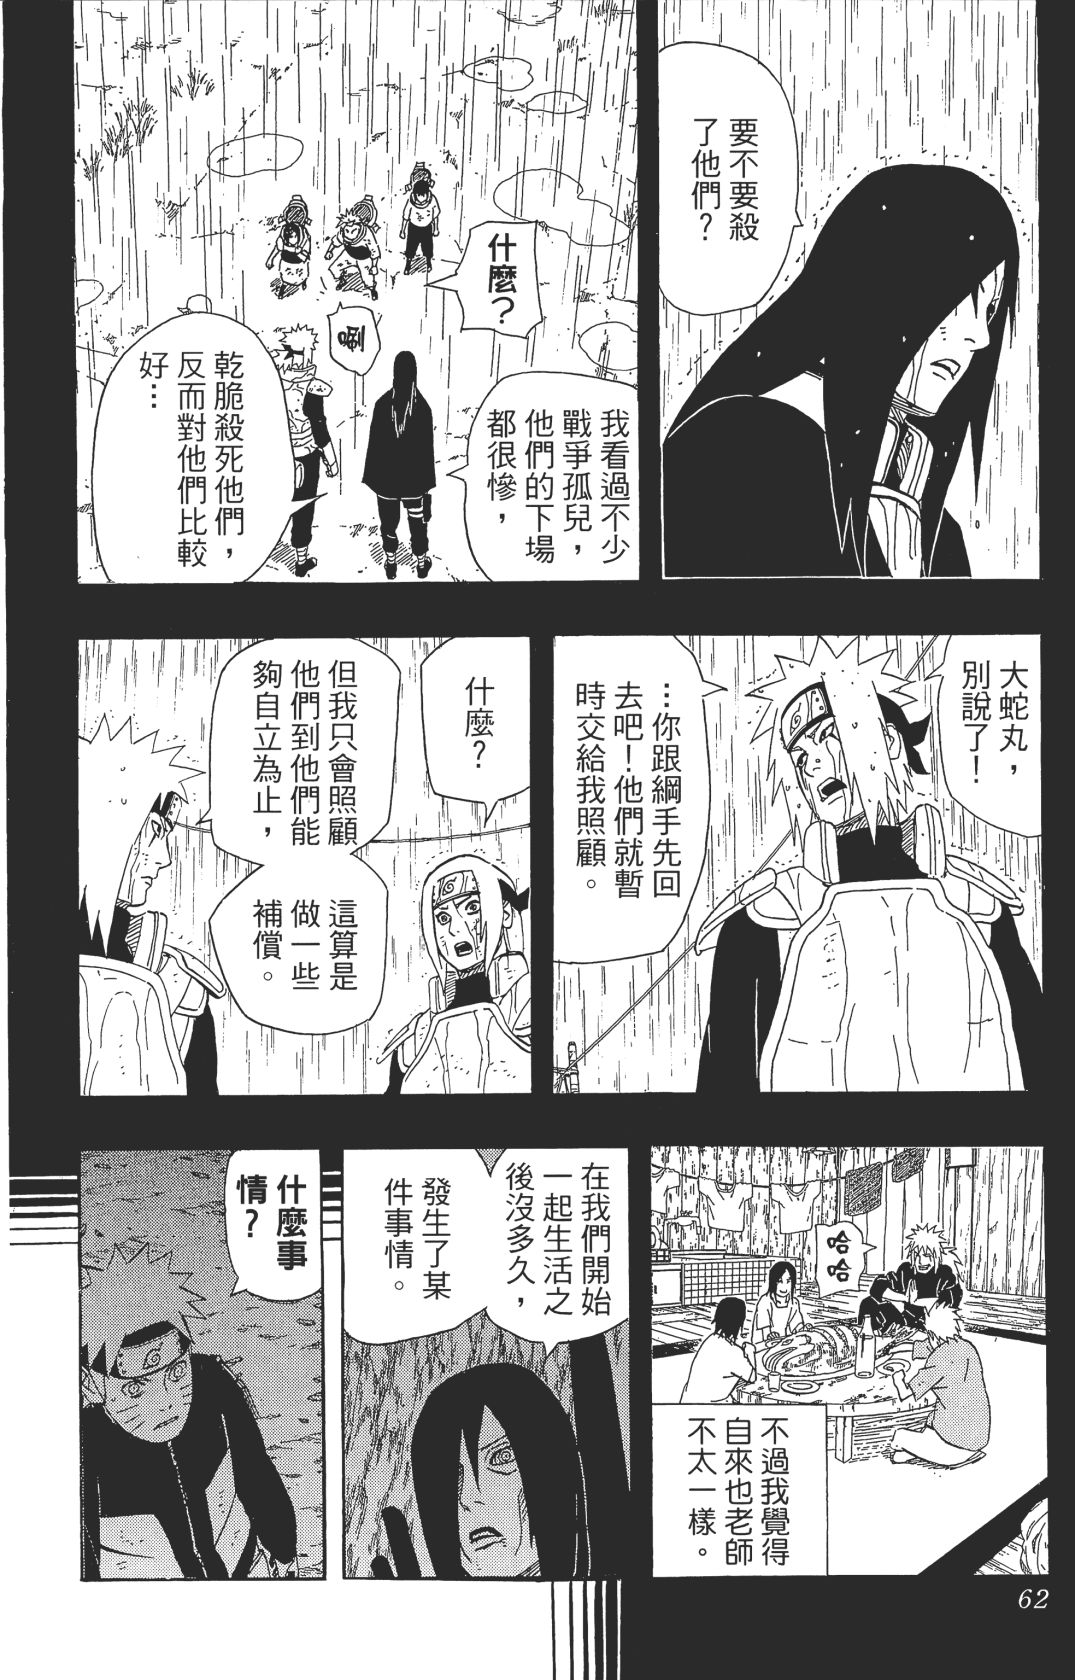 要不要殺
了他們？
什麼？
唰
我看過不少
戰爭孤兒，
他們的下場
都很慘，
乾脆殺死他們，
反而對他們比較
好…
大蛇丸，
別說了！
…你跟綱手先回
去吧！他們就暫
時交給我照顧。
什麼？
但我只會照顧
他們到他們能
夠自立為止，
這算是
做一些
補償。
哈
哈
不過我覺得
自來也老師
不太一樣。
在我們開始
一起生活之
後沒多久，
發生了某
件事情。
什麼事
情？
62